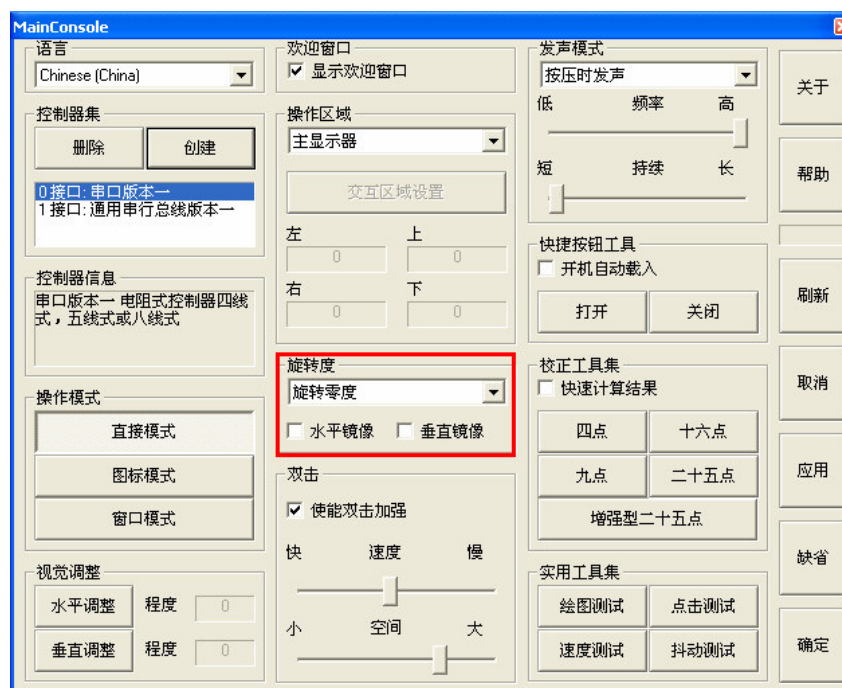 MainConsole
语言
Chinese (China)
控制器集
删除 创建
0接口: 串口版本一
1接口: 通用串行总线版本一
控制器信息
串口版本一 电阻式控制器四线
式，五线式或八线式
操作模式
直接模式
图标模式
窗口模式
视觉调整
水平调整 程度 0
垂直调整 程度 0
欢迎窗口
显示欢迎窗口
操作区域
主显示器
交互区域设置
左 上
0 0
右 下
0 0
旋转度
旋转零度
水平镜像 垂直镜像
双击
使能双击加强
快 速度 慢
小 空间 大
发声模式
按压时发声
低 频率 高
短 持续 长
快捷按钮工具
开机自动载入
打开 关闭
校正工具集
快速计算结果
四点 十六点
九点 二十五点
增强型二十五点
实用工具集
绘图测试 点击测试
速度测试 抖动测试
关于
帮助
刷新
取消
应用
缺省
确定